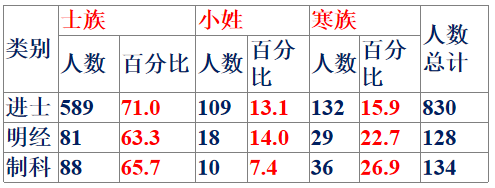 类别 士族 小姓 寒族 人数总计
人数 百分比 人数 百分比 人数 百分比
进士 589 71.0 109 13.1 132 15.9 830
明经 81 63.3 18 14.0 29 22.7 128
制科 88 65.7 10 7.4 36 26.9 134